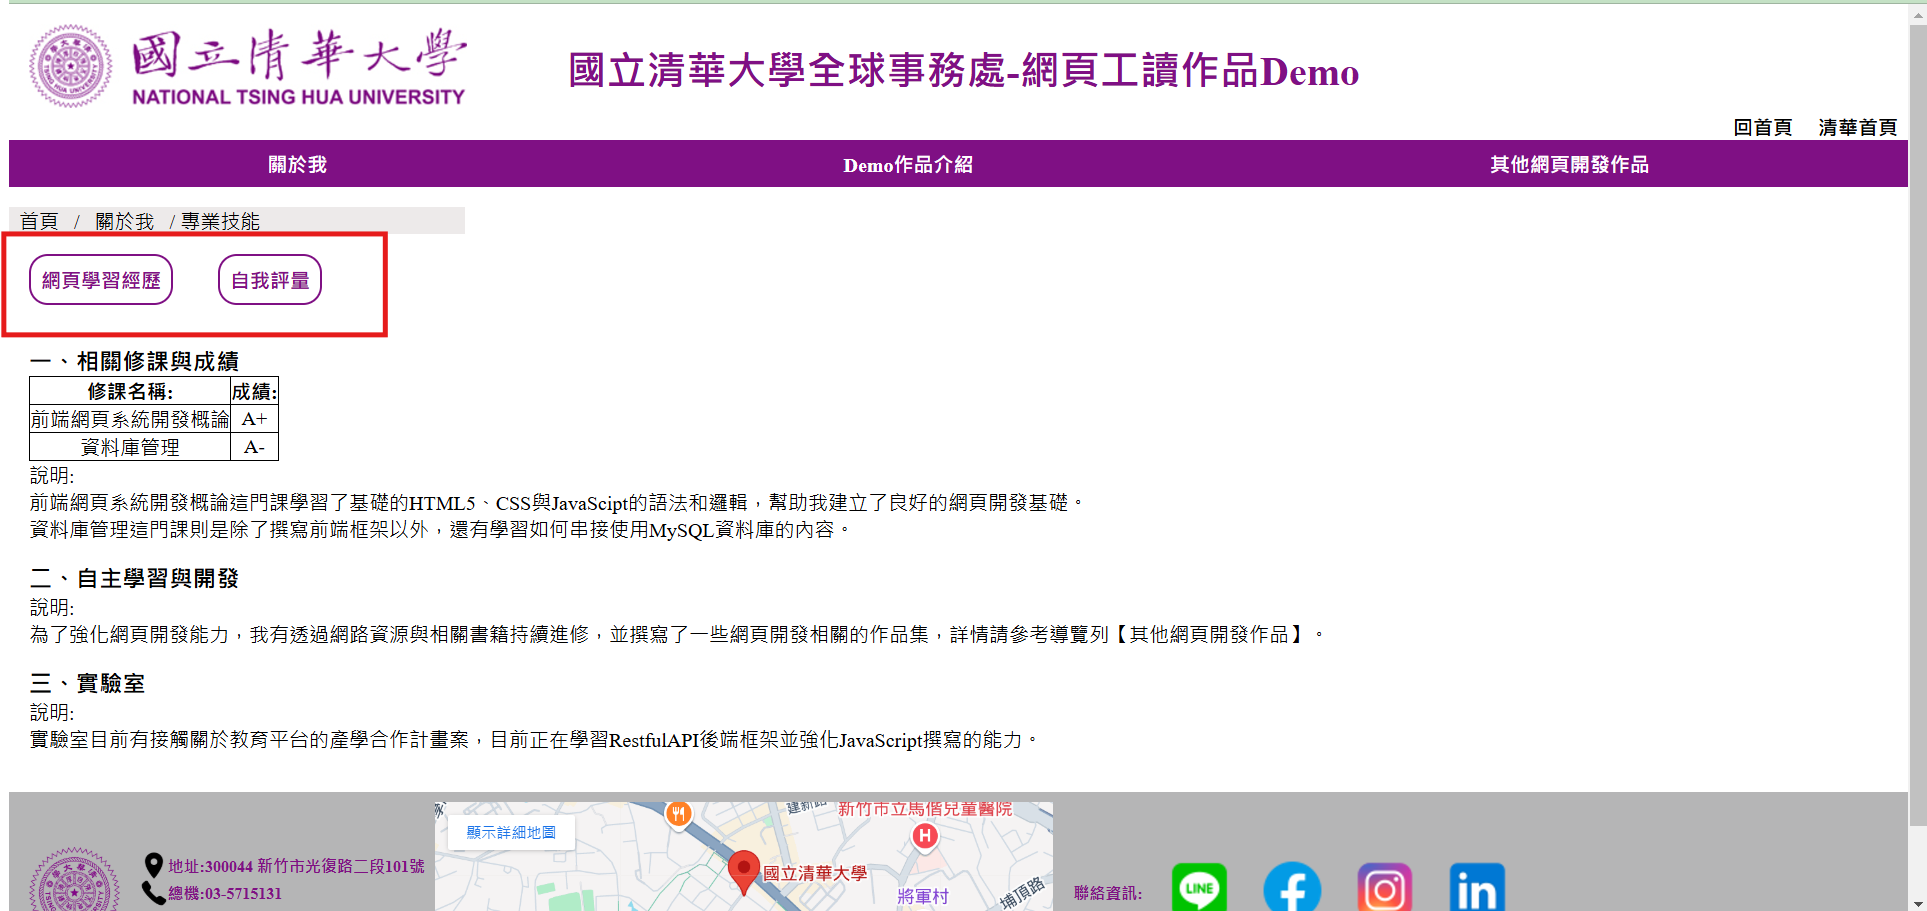 國立清華大學
NATIONAL TSING HUA UNIVERSITY
國立清華大學全球事務處-網頁工讀作品Demo
回首頁 清華首頁
關於我 Demo作品介紹 其他網頁開發作品
首頁 / 關於我 / 專業技能
網頁學習經歷 自我評量
一、相關修課與成績
修課名稱: 成績:
前端網頁系統開發概論 A+
資料庫管理 A-
說明:
前端網頁系統開發概論這門課學習了基礎的HTML5、CSS與JavaScipt的語法和邏輯，幫助我建立了良好的網頁開發基礎。
資料庫管理這門課則是除了撰寫前端框架以外，還有學習如何串接使用MySQL資料庫的內容。
二、自主學習與開發
說明:
為了強化網頁開發能力，我有透過網路資源與相關書籍持續進修，並撰寫了一些網頁開發相關的作品集，詳情請參考導覽列【其他網頁開發作品】。
三、實驗室
說明:
實驗室目前有接觸關於教育平台的產學合作計畫案，目前正在學習RestfulAPI後端框架並強化JavaScript撰寫的能力。
地址:300044 新竹市光復路二段101號
總機:03-5715131
顯示詳細地圖
建新路
新竹市立馬偕兒童醫院
H
國立清華大學
將軍村
埔頂路
聯絡資訊:
LINE
in